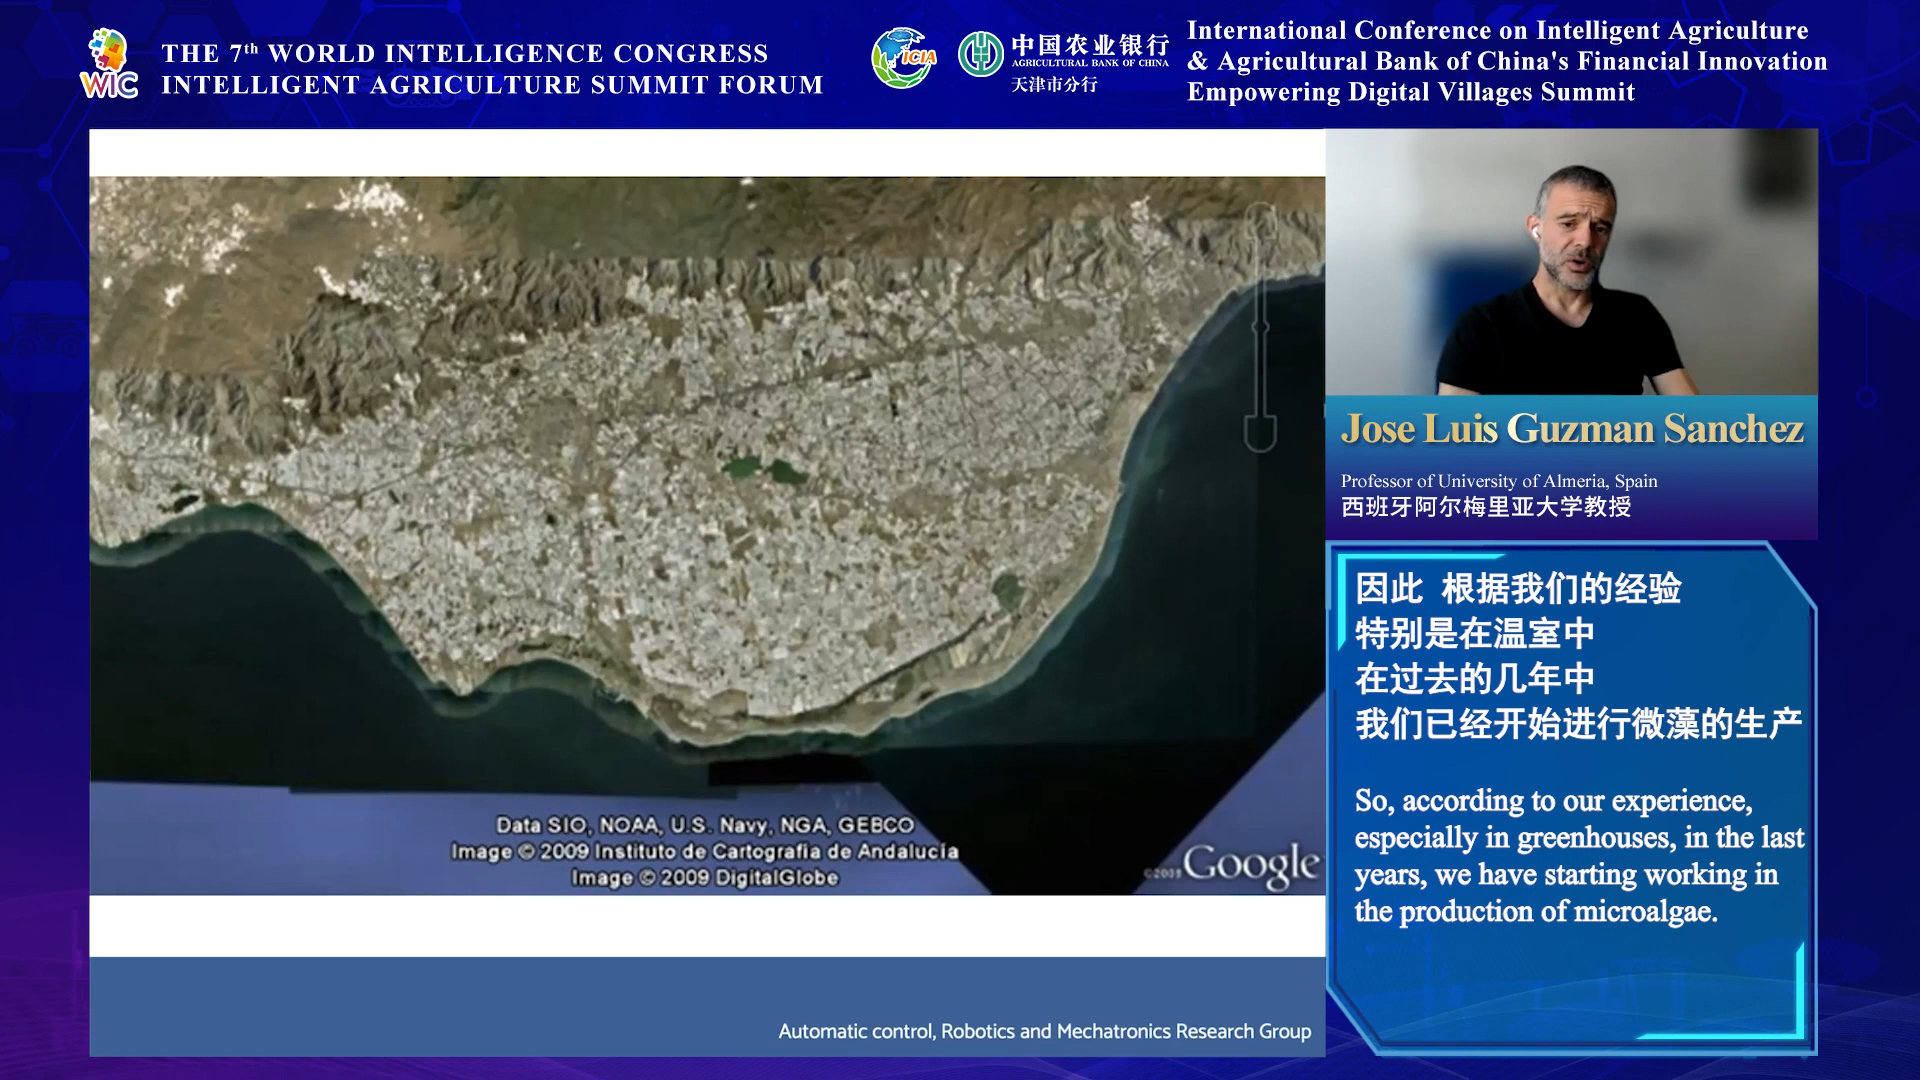 WIC
THE 7th WORLD INTELLIGENCE CONGRESS
INTELLIGENT AGRICULTURE SUMMIT FORUM
ICIA
中国农业银行
AGRICULTURAL BANK OF CHINA
天津市分行
International Conference on Intelligent Agriculture
& Agricultural Bank of China's Financial Innovation
Empowering Digital Villages Summit
Data SIO, NOAA, U.S. Navy, NGA, GEBCO
Image © 2009 Instituto de Cartografía de Andalucía
Image © 2009 DigitalGlobe
Google
Automatic control, Robotics and Mechatronics Research Group
Jose Luis Guzman Sanchez
Professor of University of Almeria, Spain
西班牙阿尔梅里亚大学教授
因此 根据我们的经验
特别是在温室中
在过去的几年中
我们已经开始进行微藻的生产
So, according to our experience,
especially in greenhouses, in the last
years, we have starting working in
the production of microalgae.